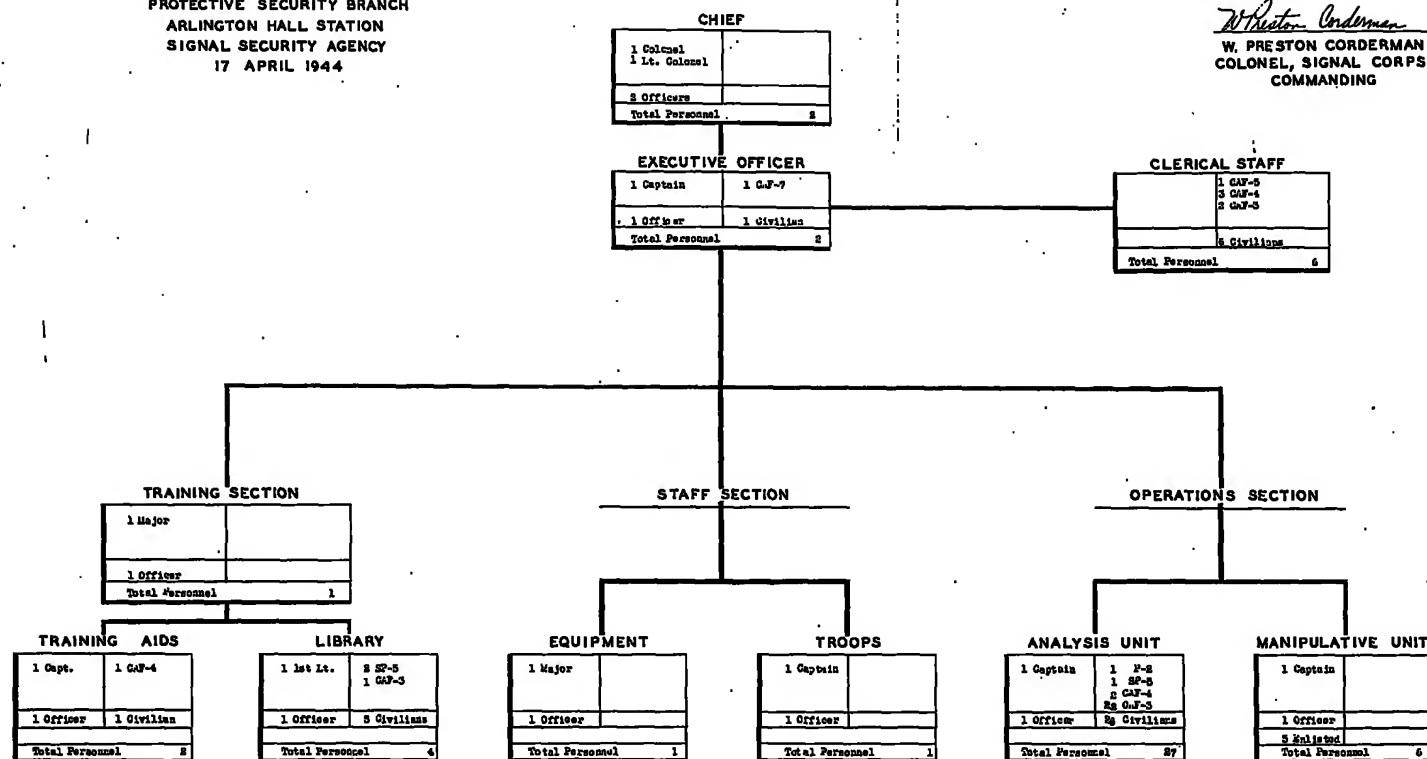 PROTECTIVE SECURITY BRANCH
ARLINGTON HALL STATION
SIGNAL SECURITY AGENCY
17 APRIL 1944
W Preston Corderman
W. PRESTON CORDERMAN
COLONEL, SIGNAL CORPS
COMMANDING
CHIEF
1 Colonel
1 Lt. Colonel
2 Officers
Total Personnel 2
EXECUTIVE OFFICER
1 Captain 1 CAF-7
1 Officer 1 Civilian
Total Personnel 2
CLERICAL STAFF
1 CAF-5
3 CAF-4
2 CAF-3
6 Civilians
Total Personnel 6
TRAINING SECTION
1 Major
1 Officer
Total Personnel 1
STAFF SECTION
OPERATIONS SECTION
TRAINING AIDS
1 Capt. 1 CAF-4
1 Officer 1 Civilian
Total Personnel 2
LIBRARY
1 1st Lt. 2 SP-5
1 CAF-3
1 Officer 3 Civilians
Total Personnel 4
EQUIPMENT
1 Major
1 Officer
Total Personnel 1
TROOPS
1 Captain
1 Officer
Total Personnel 1
ANALYSIS UNIT
1 Captain 1 P-2
1 SP-5
2 CAF-4
22 CAF-3
1 Officer 26 Civilians
Total Personnel 27
MANIPULATIVE UNIT
1 Captain
1 Officer
5 Enlisted
Total Personnel 6